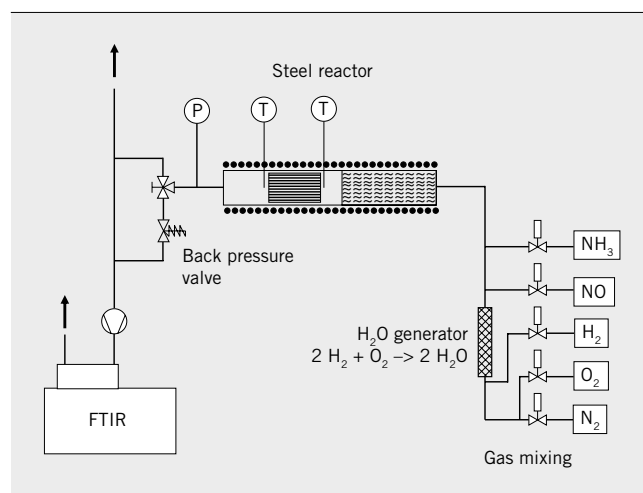 Steel reactor
P
T
T
Back pressure
valve
NH₃
NO
H₂O generator
2 H₂ + O₂ –> 2 H₂O
H₂
O₂
N₂
FTIR
Gas mixing